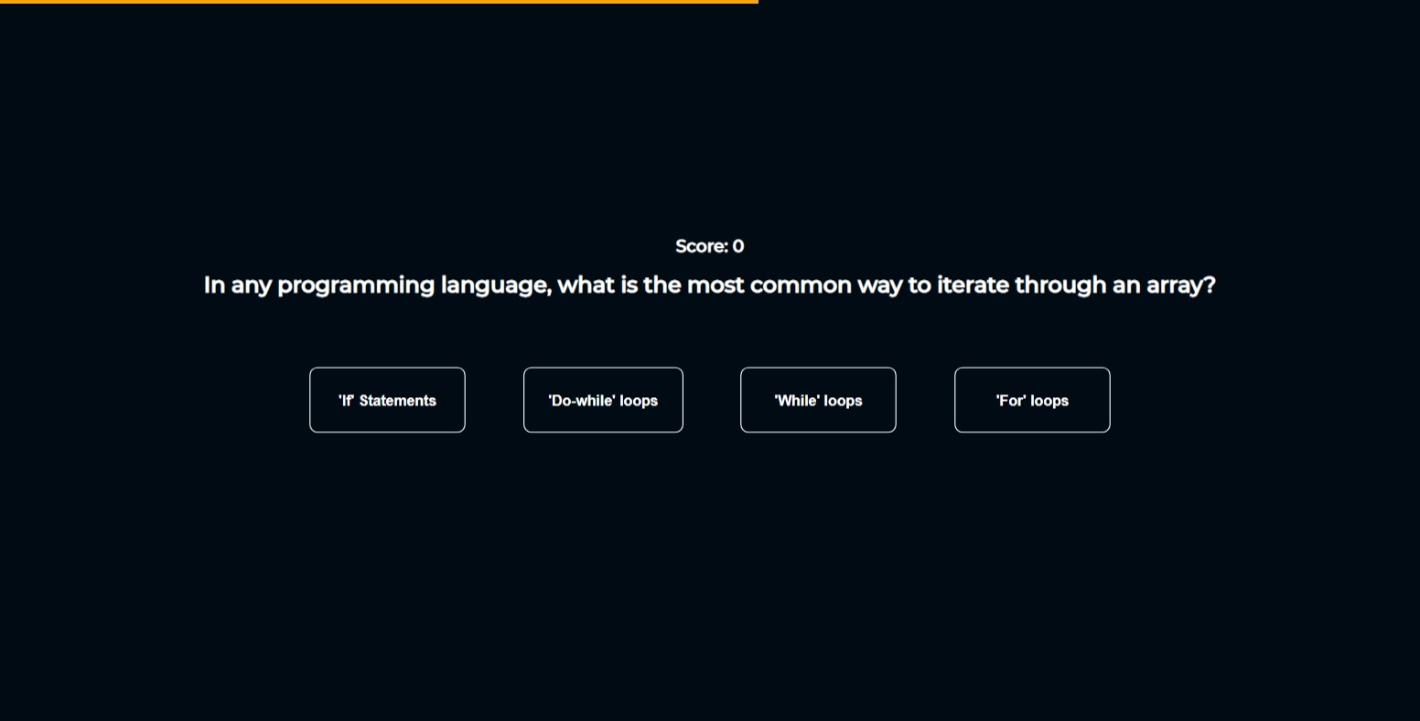 Score: 0
In any programming language, what is the most common way to iterate through an array?
'If' Statements
'Do-while' loops
'While' loops
'For' loops